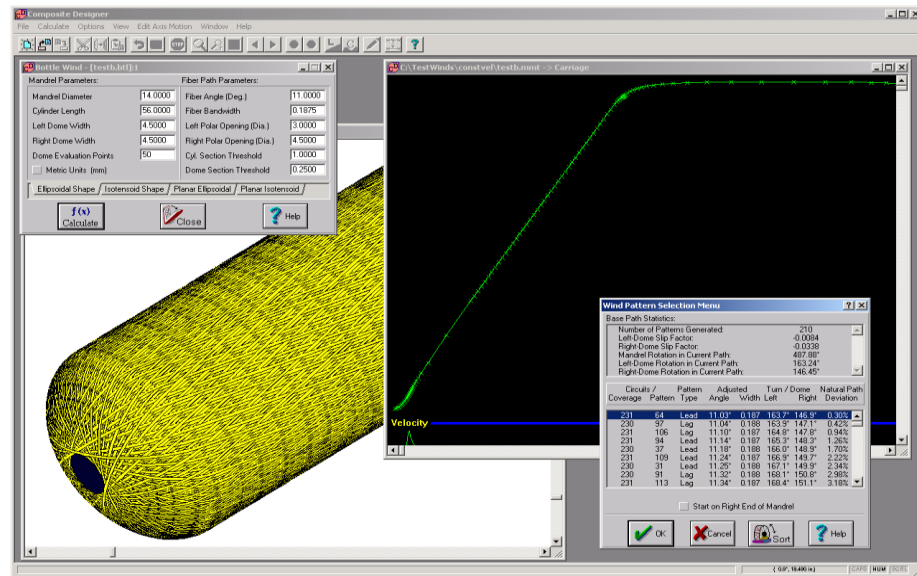 Composite Designer
File Calculate Options View Edit Axis Motion Window Help
STOP
Bottle Wind - [testb.btl]:1
Mandrel Parameters: Fiber Path Parameters:
Mandrel Diameter 14.0000 Fiber Angle (Deg.) 11.0000
Cylinder Length 56.0000 Fiber Bandwidth 0.1875
Left Dome Width 4.5000 Left Polar Opening (Dia.) 3.0000
Right Dome Width 4.5000 Right Polar Opening (Dia.) 4.5000
Dome Evaluation Points 50 Cyl. Section Threshold 1.0000
Metric Units (mm) Dome Section Threshold 0.2500
Ellipsoidal Shape / Isotensoid Shape / Planar Ellipsoidal / Planar Isotensoid
f(x)
Calculate Close Help
G:\TestWinds\constvel\testb.mmt -> Carriage
Velocity
Wind Pattern Selection Menu
Base Path Statistics:
Number of Patterns Generated: 210
Left-Dome Slip Factor: -0.0084
Right-Dome Slip Factor: -0.0338
Mandrel Rotation in Current Path: 487.88°
Left-Dome Rotation in Current Path: 163.24°
Right-Dome Rotation in Current Path: 146.45°
Circuits / Pattern Adjusted Turn / Dome Natural Path
Coverage Pattern Type Angle Width Left Right Deviation
231 64 Lead 11.03° 0.187 163.7° 146.9° 0.30%
230 97 Lag 11.04° 0.188 163.9° 147.1° 0.42%
231 106 Lag 11.10° 0.187 164.8° 147.8° 0.94%
231 94 Lead 11.14° 0.187 165.3° 148.3° 1.26%
230 37 Lead 11.18° 0.188 166.0° 148.9° 1.70%
231 109 Lead 11.24° 0.187 166.9° 149.7° 2.22%
230 31 Lead 11.25° 0.188 167.1° 149.9° 2.34%
230 91 Lag 11.32° 0.188 168.1° 150.8° 2.98%
231 113 Lag 11.34° 0.187 168.4° 151.1° 3.18%
Start on Right End of Mandrel
OK Cancel Sort Help
CAPS NUM SCRL